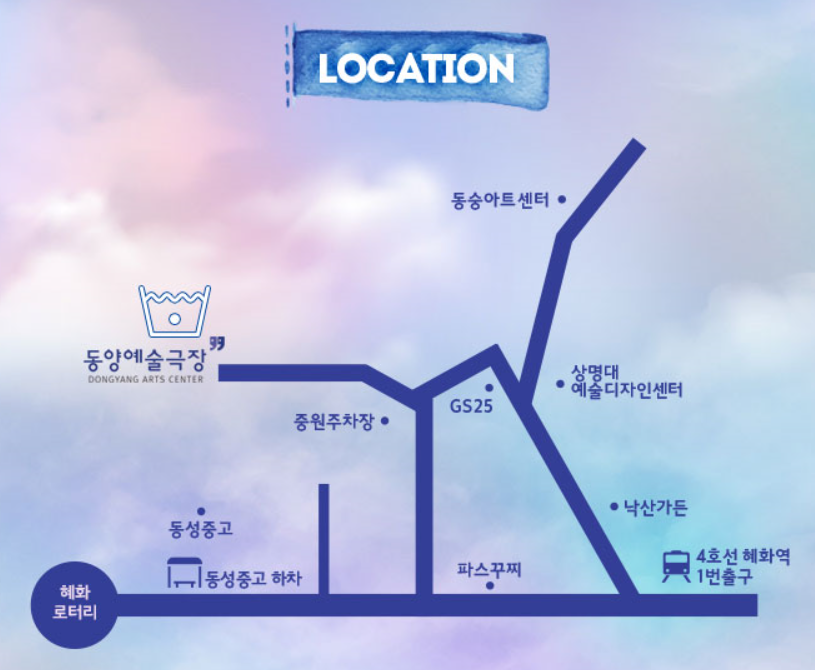 LOCATION
동숭아트센터
동양예술극장
DONGYANG ARTS CENTER
상명대
예술디자인센터
GS25
중원주차장
낙산가든
동성중고
4호선 혜화역
1번출구
파스꾸찌
동성중고 하차
혜화
로터리